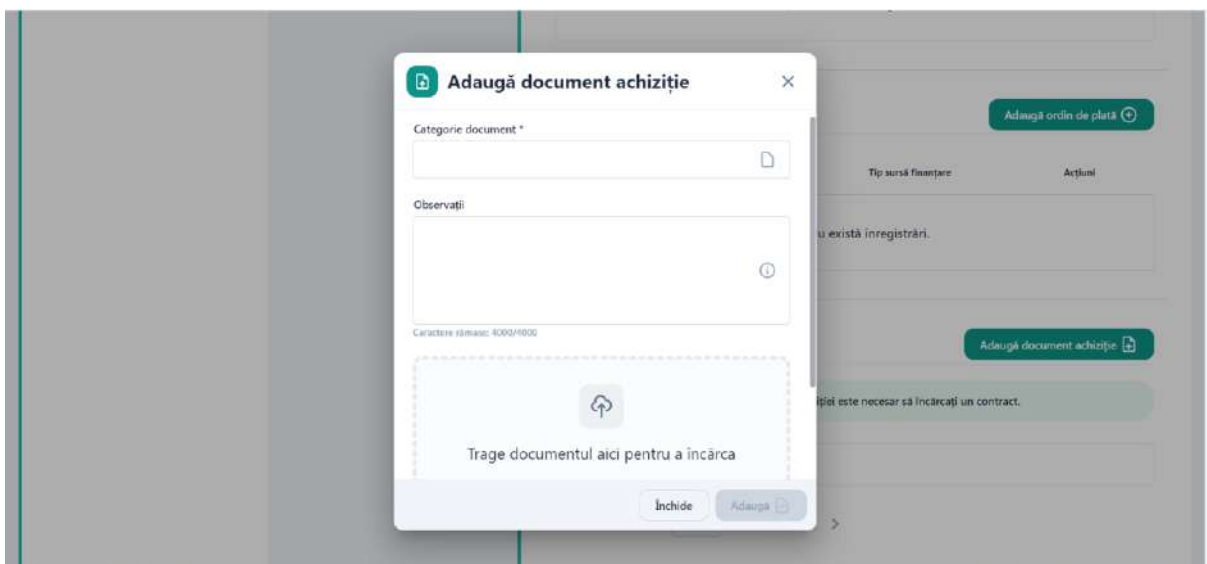 Adaugă document achiziție
Categorie document *
Observații
Caractere rămase: 4000/4000
Trage documentul aici pentru a încărca
Închide
Adaugă
Adaugă ordin de plată
Tip sursă finanțare
Acțiuni
u există înregistrări.
Adaugă document achiziție
iției este necesar să încărcați un contract.